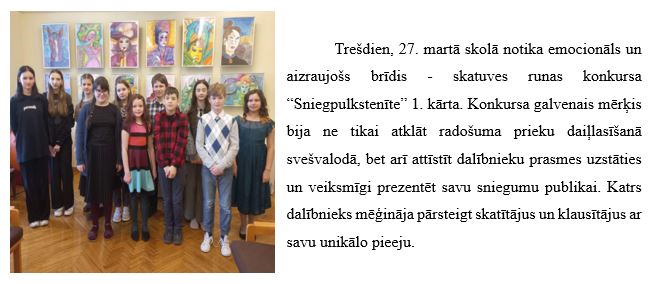 Trešdien, 27. martā skolā notika emocionāls un
aizraujošs brīdis - skatuves runas konkursa
“Sniegpulkstenīte” 1. kārta. Konkursa galvenais mērķis
bija ne tikai atklāt radošuma prieku daiļlasīšanā
svešvalodā, bet arī attīstīt dalībnieku prasmes uzstāties
un veiksmīgi prezentēt savu sniegumu publikai. Katrs
dalībnieks mēģināja pārsteigt skatītājus un klausītājus ar
savu unikālo pieeju.